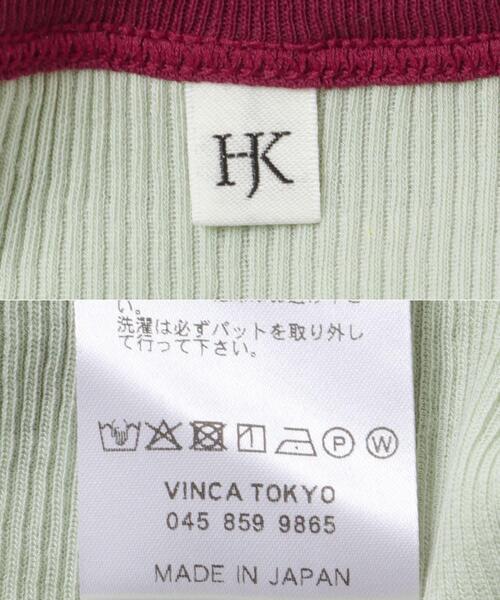 HJK
い。
洗濯は必ずパットを取り外し
て行って下さい。
P W
VINCA TOKYO
045 859 9865
MADE IN JAPAN